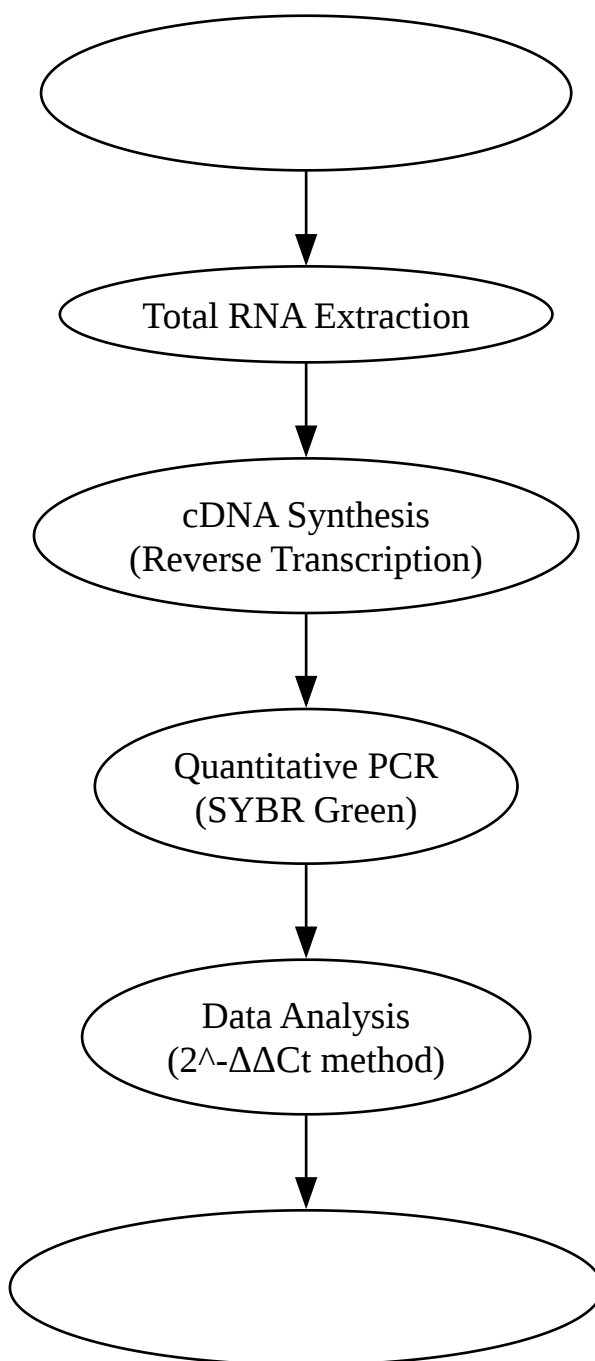 Total RNA Extraction
cDNA Synthesis
(Reverse Transcription)
Quantitative PCR
(SYBR Green)
Data Analysis
(2^-ΔΔCt method)